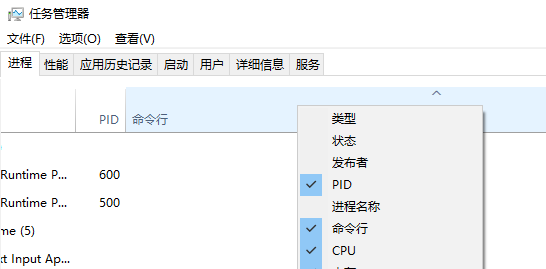 任务管理器
文件(F) 选项(O) 查看(V)
进程 性能 应用历史记录 启动 用户 详细信息 服务
PID 命令行
Runtime P... 600
Runtime P... 500
me (5)
xt Input Ap...
类型
状态
发布者
PID
进程名称
命令行
CPU